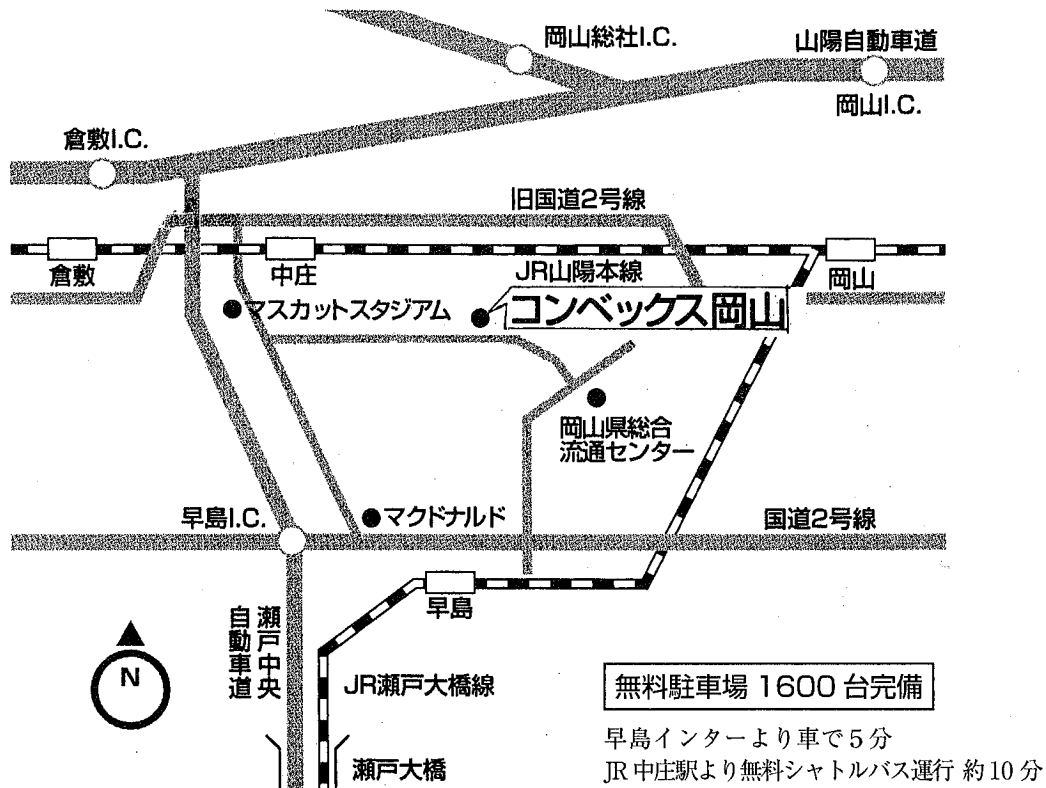 岡山総社I.C.
山陽自動車道
岡山I.C.
倉敷I.C.
旧国道2号線
倉敷
中庄
JR山陽本線
岡山
マスカットスタジアム
コンベックス岡山
岡山県総合
流通センター
早島I.C.
マクドナルド
国道2号線
早島
瀬戸中央
自動車道
N
JR瀬戸大橋線
瀬戸大橋
無料駐車場 1600 台完備
早島インターより車で5分
JR中庄駅より無料シャトルバス運行 約10分